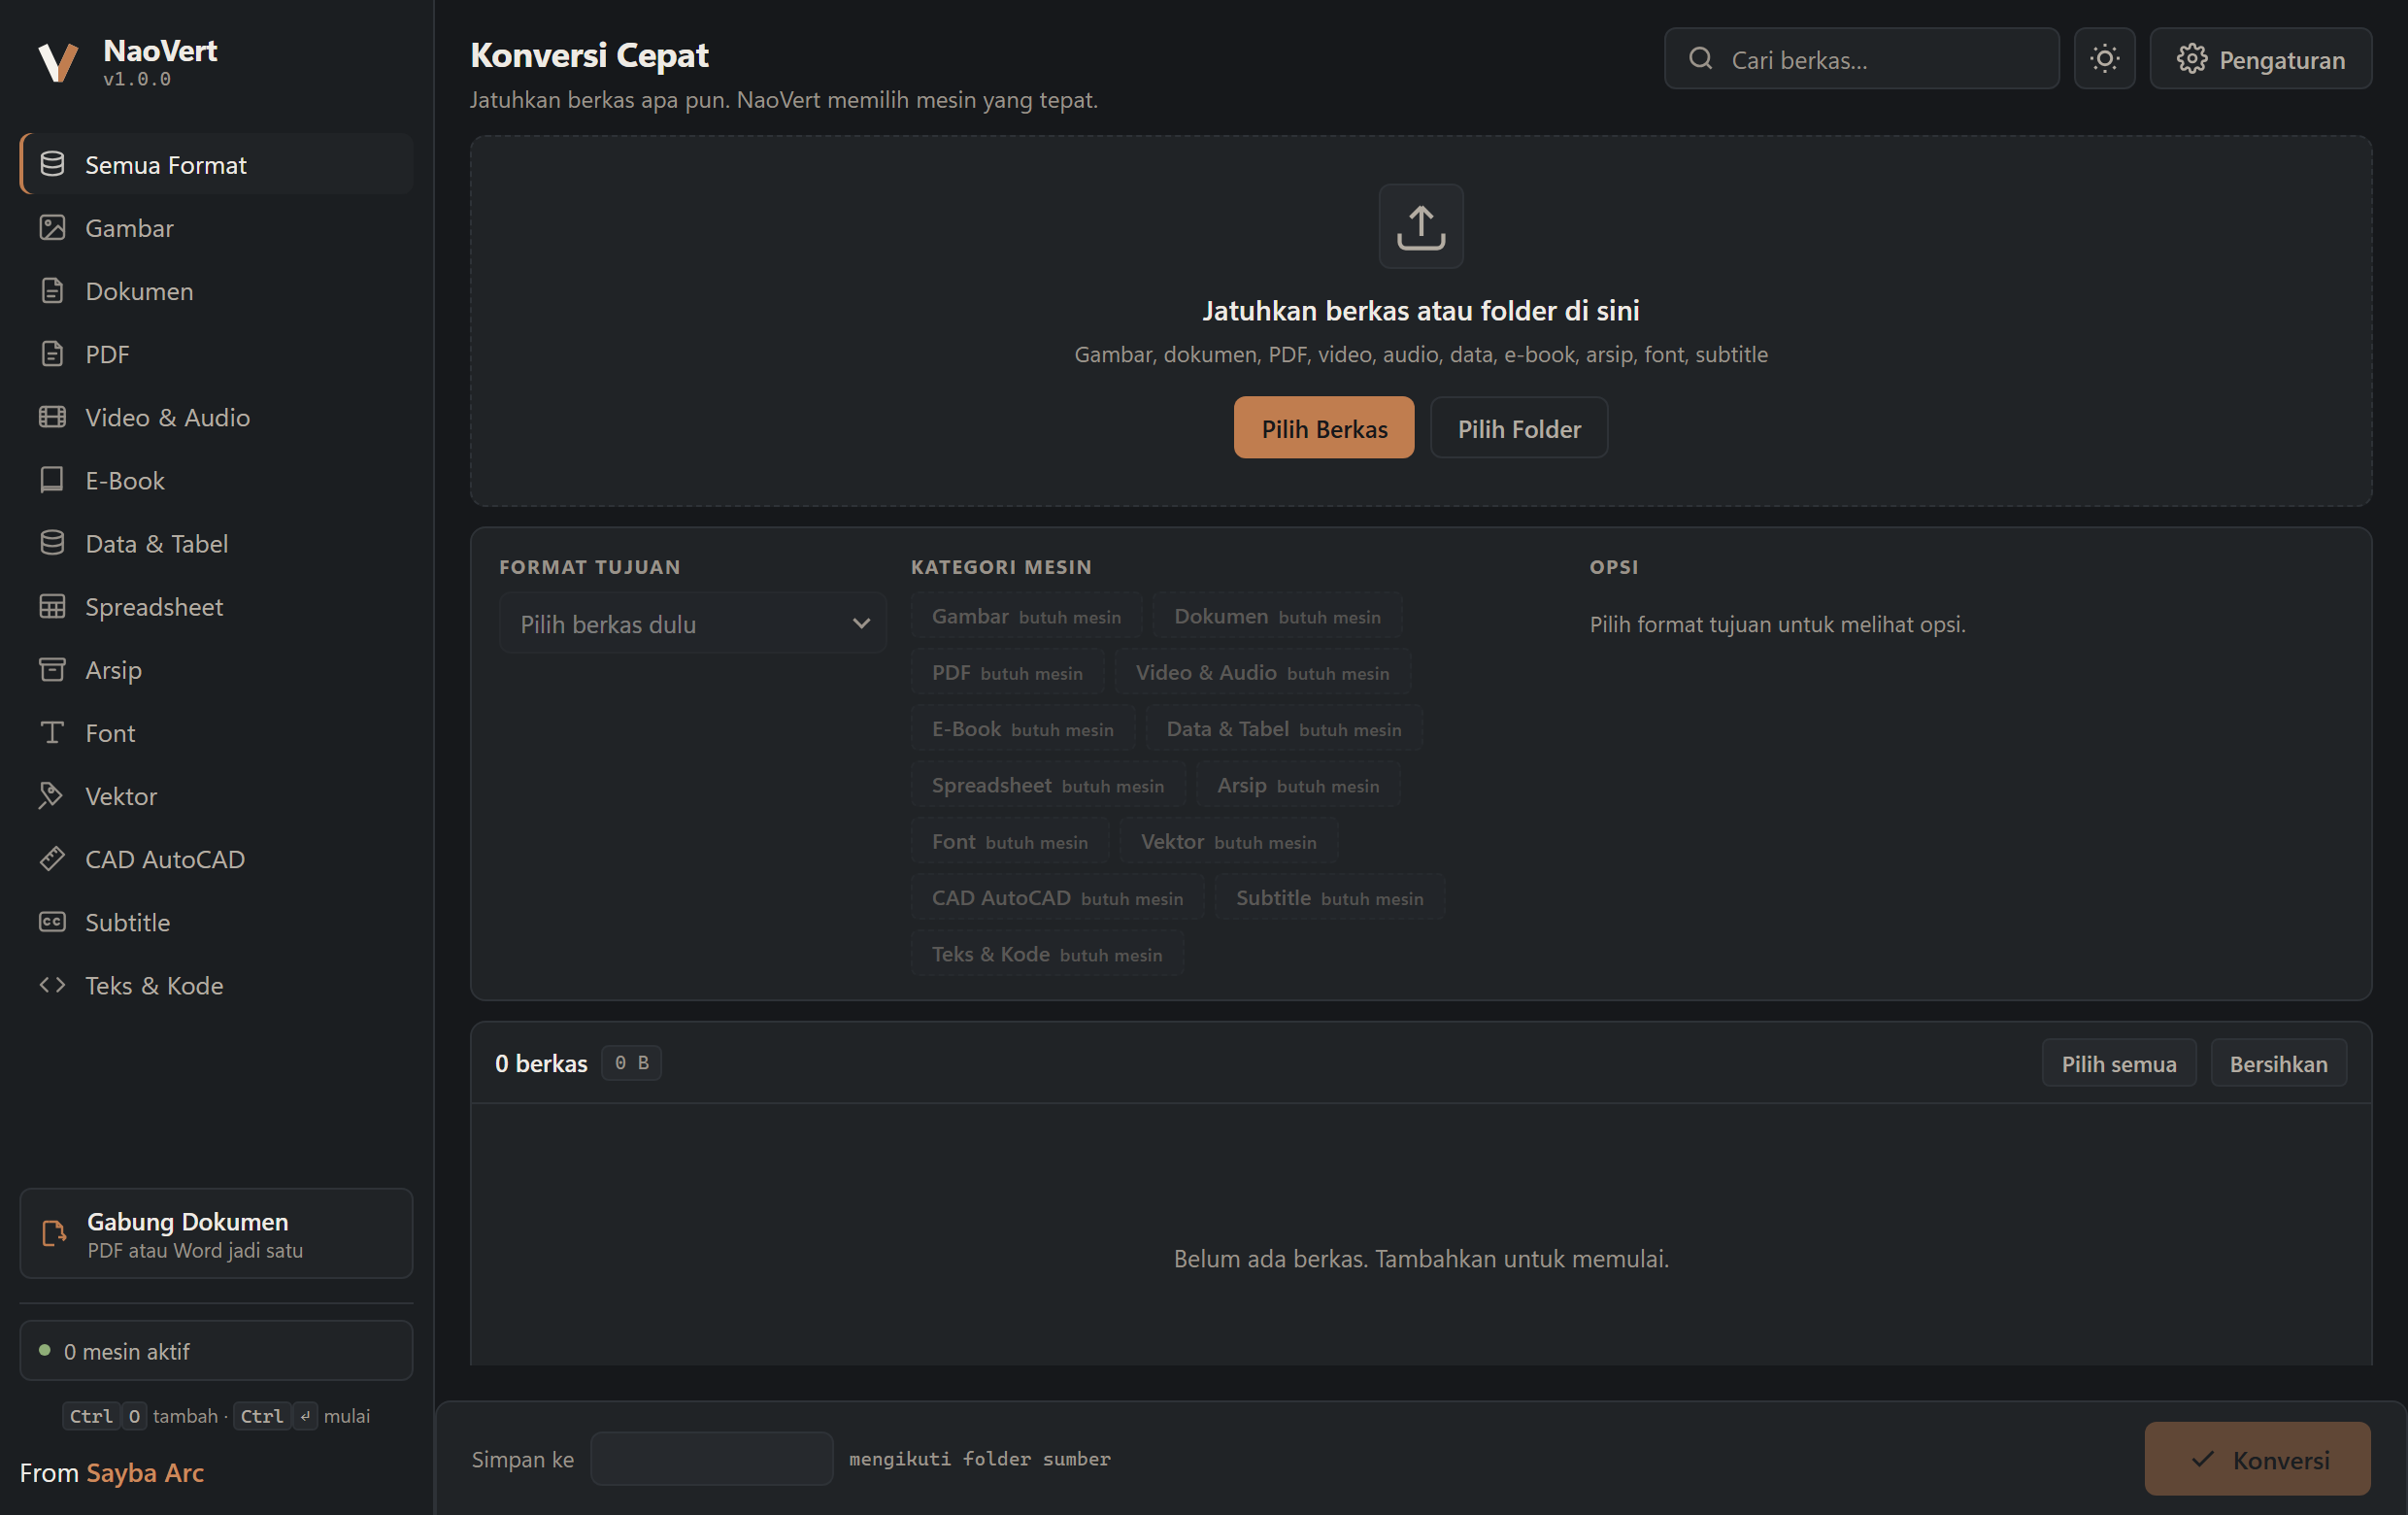 NaoVert
v1.0.0
Semua Format
Gambar
Dokumen
PDF
Video & Audio
E-Book
Data & Tabel
Spreadsheet
Arsip
Font
Vektor
CAD AutoCAD
Subtitle
Teks & Kode
Gabung Dokumen
PDF atau Word jadi satu
0 mesin aktif
Ctrl O tambah · Ctrl ↵ mulai
From Sayba Arc
Konversi Cepat
Jatuhkan berkas apa pun. NaoVert memilih mesin yang tepat.
Cari berkas...
Pengaturan
Jatuhkan berkas atau folder di sini
Gambar, dokumen, PDF, video, audio, data, e-book, arsip, font, subtitle
Pilih Berkas
Pilih Folder
FORMAT TUJUAN
Pilih berkas dulu
KATEGORI MESIN
Gambar butuh mesin
Dokumen butuh mesin
PDF butuh mesin
Video & Audio butuh mesin
E-Book butuh mesin
Data & Tabel butuh mesin
Spreadsheet butuh mesin
Arsip butuh mesin
Font butuh mesin
Vektor butuh mesin
CAD AutoCAD butuh mesin
Subtitle butuh mesin
Teks & Kode butuh mesin
OPSI
Pilih format tujuan untuk melihat opsi.
0 berkas 0 B
Pilih semua
Bersihkan
Belum ada berkas. Tambahkan untuk memulai.
Simpan ke
mengikuti folder sumber
Konversi